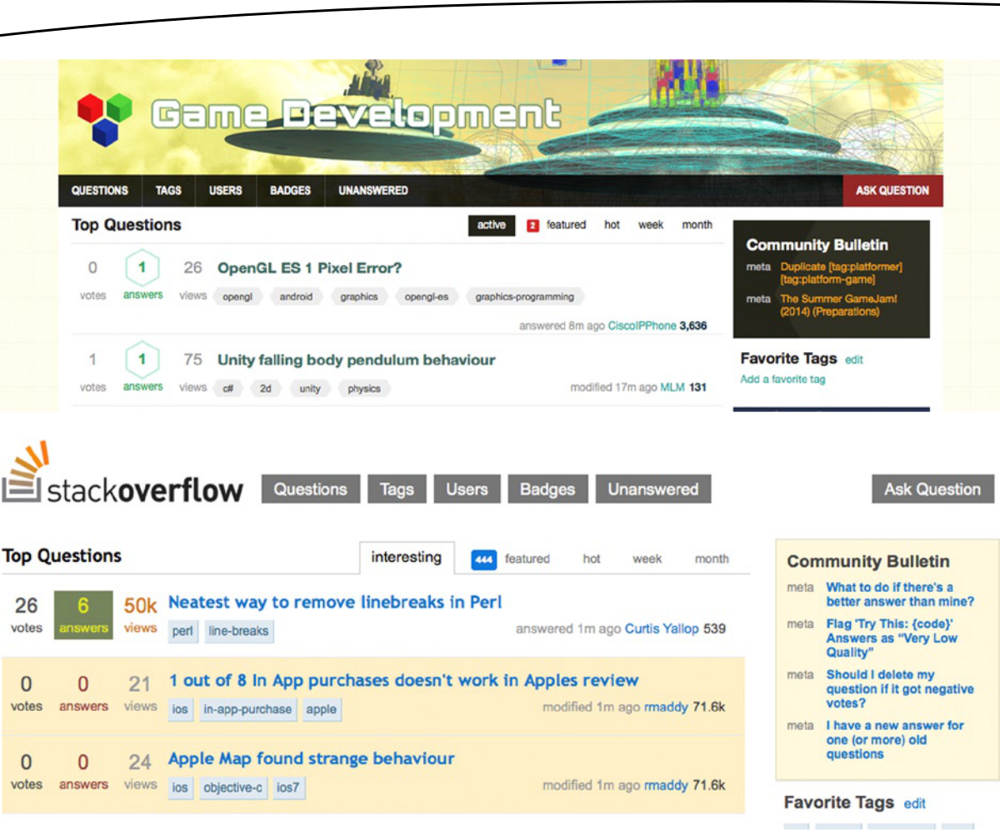 Game Development
QUESTIONS TAGS USERS BADGES UNANSWERED ASK QUESTION
Top Questions active 2 featured hot week month
0 1 26 OpenGL ES 1 Pixel Error?
votes answers views opengl android graphics opengl-es graphics-programming
answered 8m ago CiscoIPPhone 3,636
1 1 75 Unity falling body pendulum behaviour
votes answers views c# 2d unity physics modified 17m ago MLM 131
Community Bulletin
meta Duplicate [tag:platformer]
[tag:platform-game]
meta The Summer GameJam!
(2014) (Preparations)
Favorite Tags edit
Add a favorite tag
stackoverflow Questions Tags Users Badges Unanswered Ask Question
Top Questions interesting 444 featured hot week month
26 6 50k Neatest way to remove linebreaks in Perl
votes answers views perl line-breaks answered 1m ago Curtis Yallop 539
0 0 21 1 out of 8 In App purchases doesn't work in Apples review
votes answers views ios in-app-purchase apple modified 1m ago rmaddy 71.6k
0 0 24 Apple Map found strange behaviour
votes answers views ios objective-c ios7 modified 1m ago rmaddy 71.6k
Community Bulletin
meta What to do if there's a
better answer than mine?
meta Flag 'Try This: {code}'
Answers as “Very Low
Quality”
meta Should I delete my
question if it got negative
votes?
meta I have a new answer for
one (or more) old
questions
Favorite Tags edit